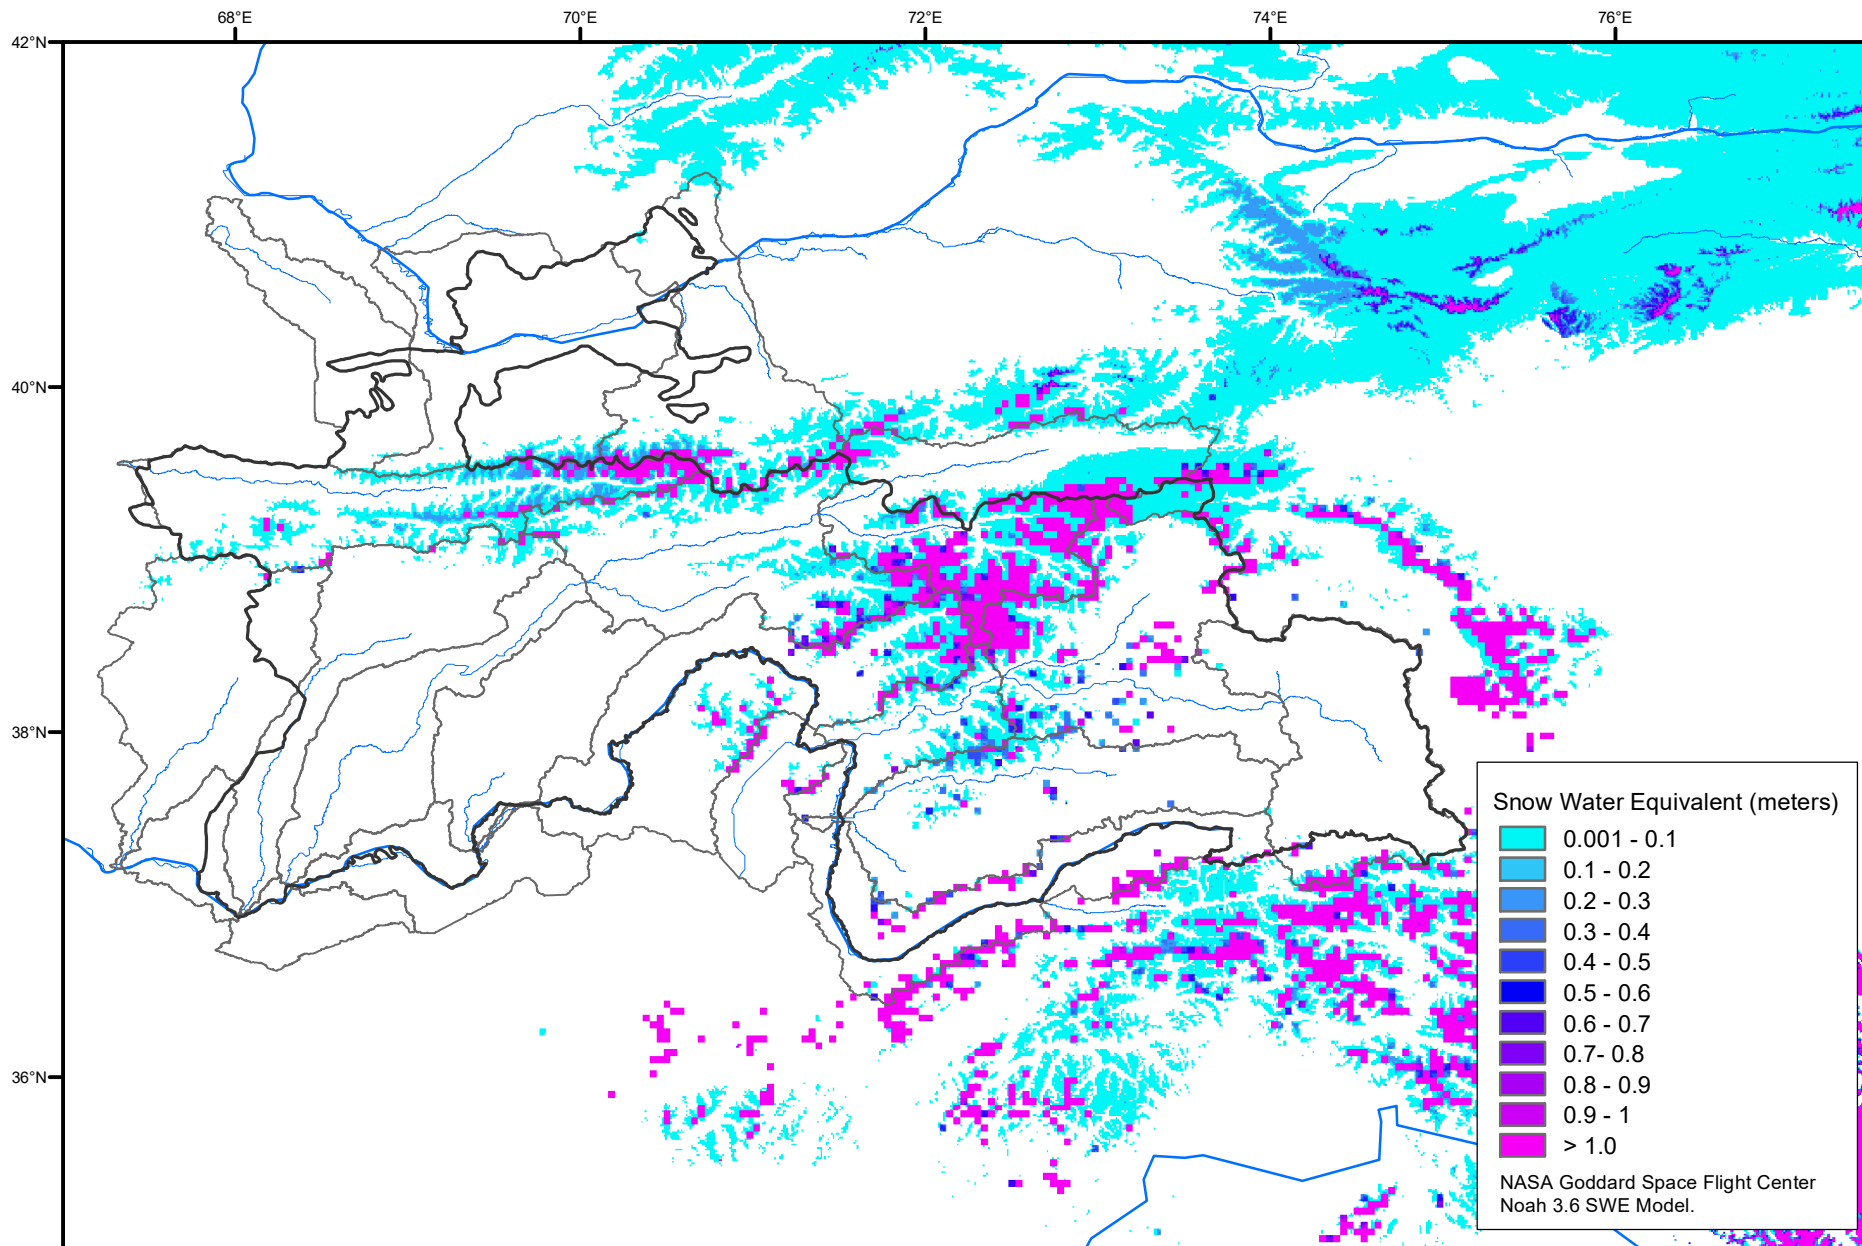 68°E
70°E
72°E
74°E
76°E
42°N
40°N
38°N
36°N
Snow Water Equivalent (meters)
0.001 - 0.1
0.1 - 0.2
0.2 - 0.3
0.3 - 0.4
0.4 - 0.5
0.5 - 0.6
0.6 - 0.7
0.7- 0.8
0.8 - 0.9
0.9 - 1
> 1.0
NASA Goddard Space Flight Center
Noah 3.6 SWE Model.